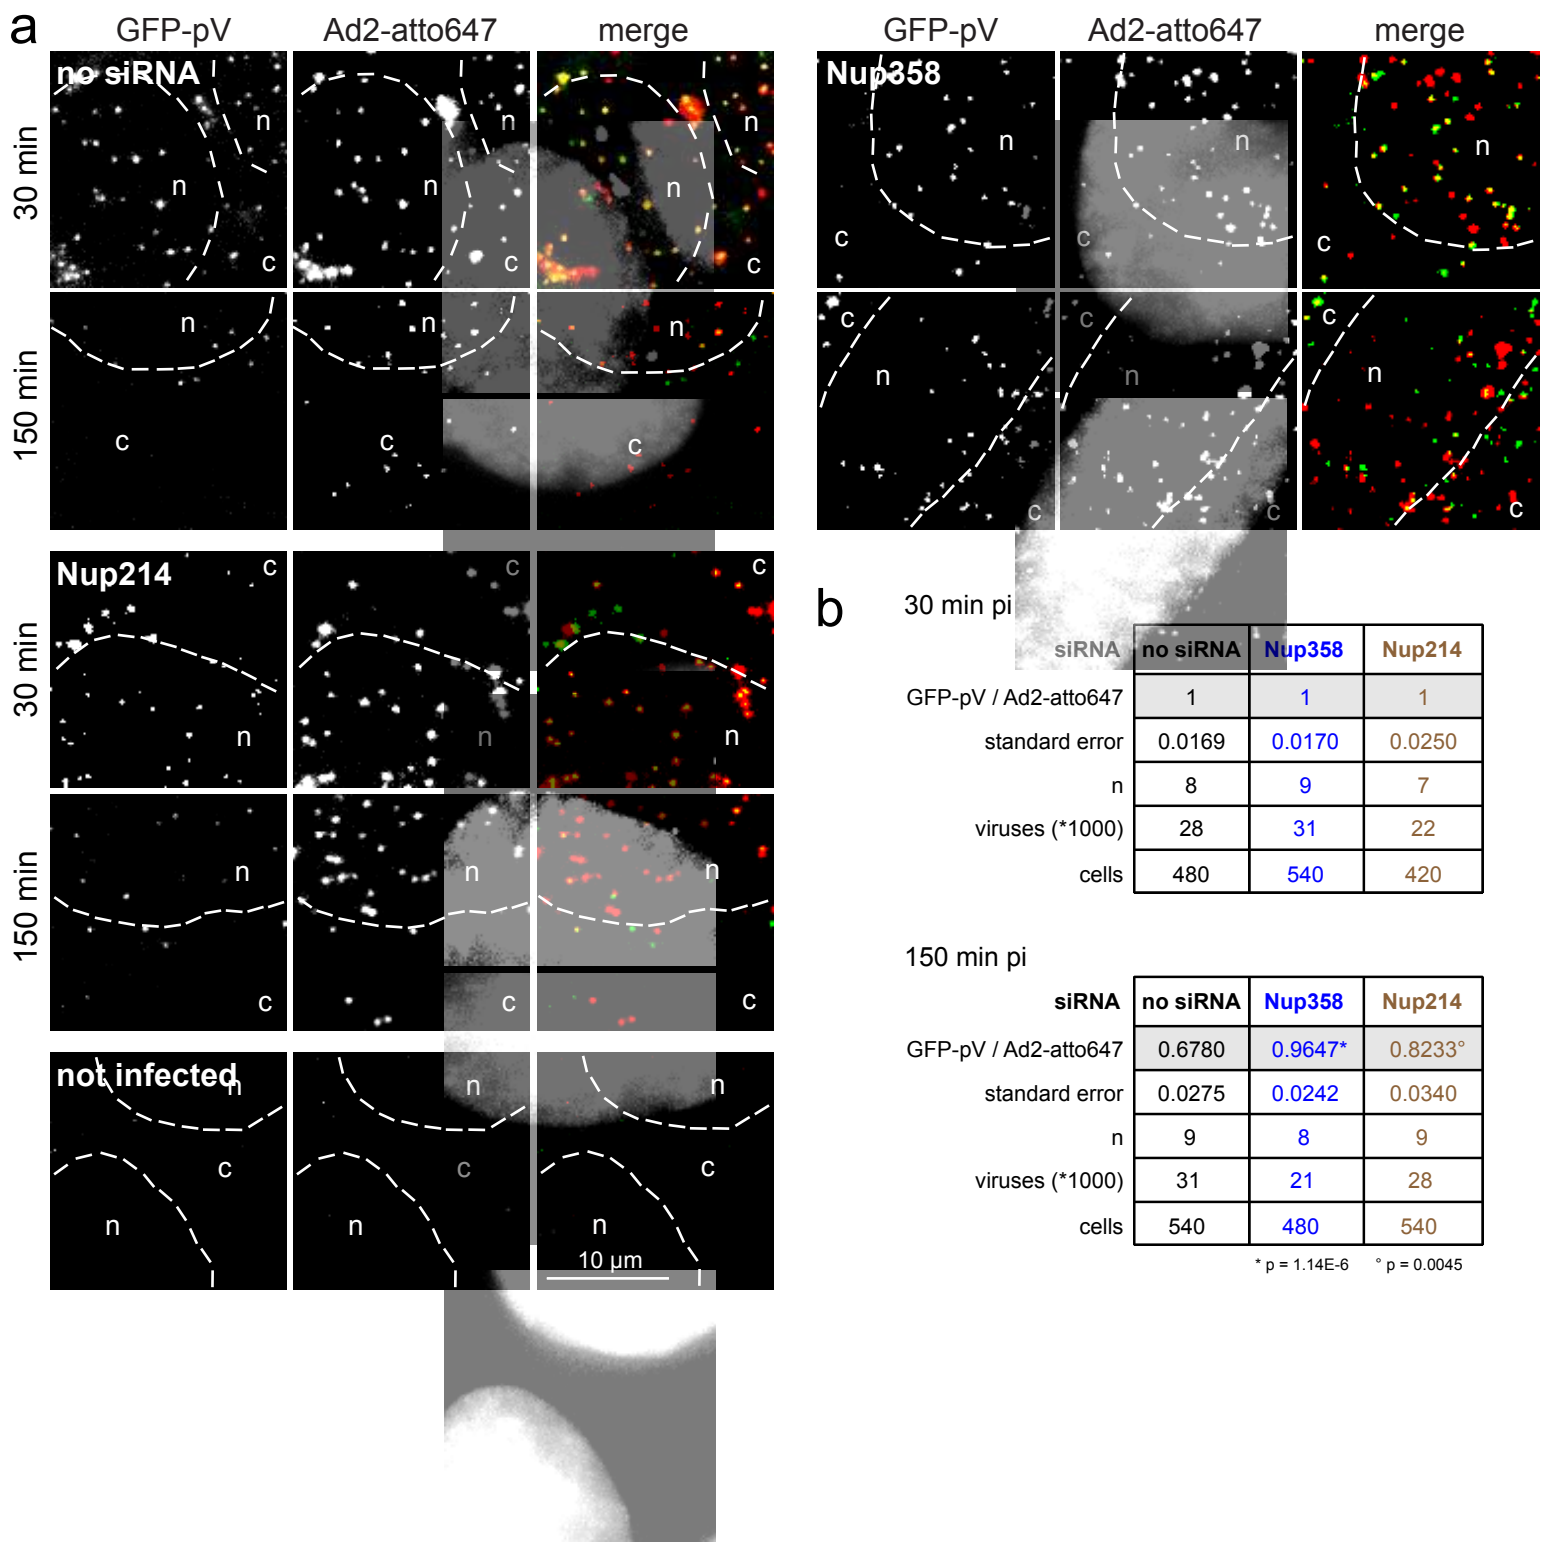 a
GFP-pV Ad2-atto647 merge
no siRNA
30 min
n n n n n n
c c c
150 min
n n n
c c c
Nup214
30 min
c c c
n n n
150 min
n n n
c c c
not infected
n n n
c c c
n n n
10 µm
GFP-pV Ad2-atto647 merge
Nup358
n n n
c c c
c c c
n n n
c c c
b
30 min pi
siRNA no siRNA Nup358 Nup214
GFP-pV / Ad2-atto647 1 1 1
standard error 0.0169 0.0170 0.0250
n 8 9 7
viruses (*1000) 28 31 22
cells 480 540 420
150 min pi
siRNA no siRNA Nup358 Nup214
GFP-pV / Ad2-atto647 0.6780 0.9647* 0.8233°
standard error 0.0275 0.0242 0.0340
n 9 8 9
viruses (*1000) 31 21 28
cells 540 480 540
* p = 1.14E-6 ° p = 0.0045